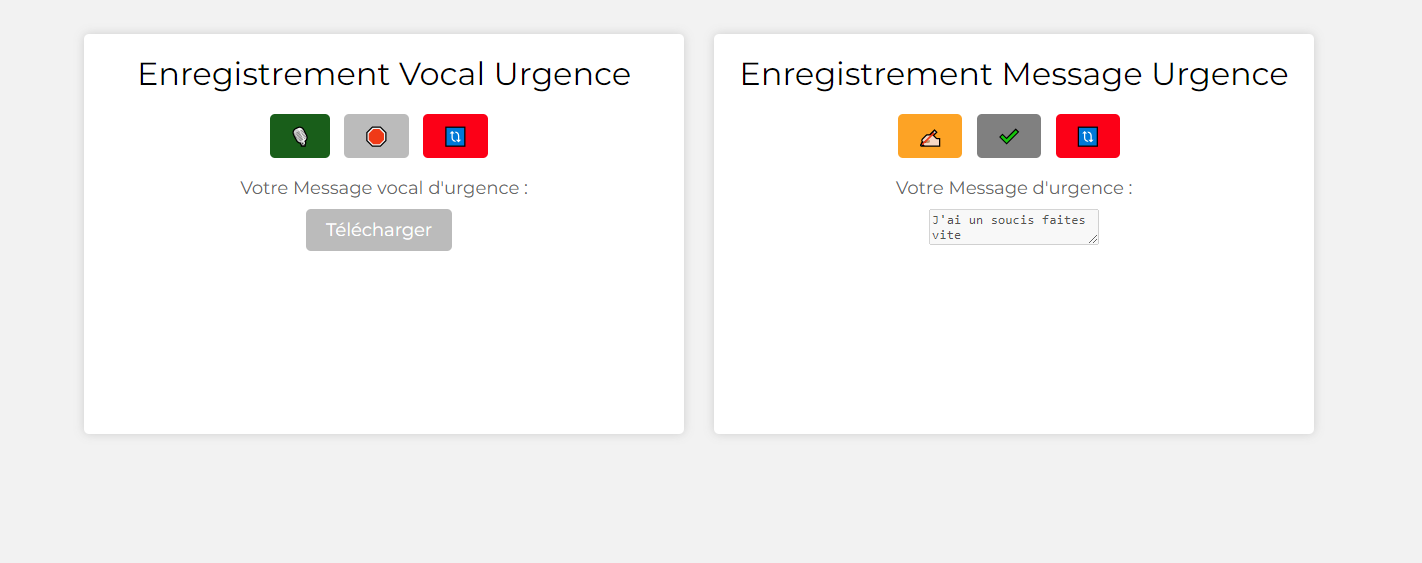 Enregistrement Vocal Urgence
Votre Message vocal d'urgence :
Télécharger
Enregistrement Message Urgence
Votre Message d'urgence :
J'ai un soucis faites
vite